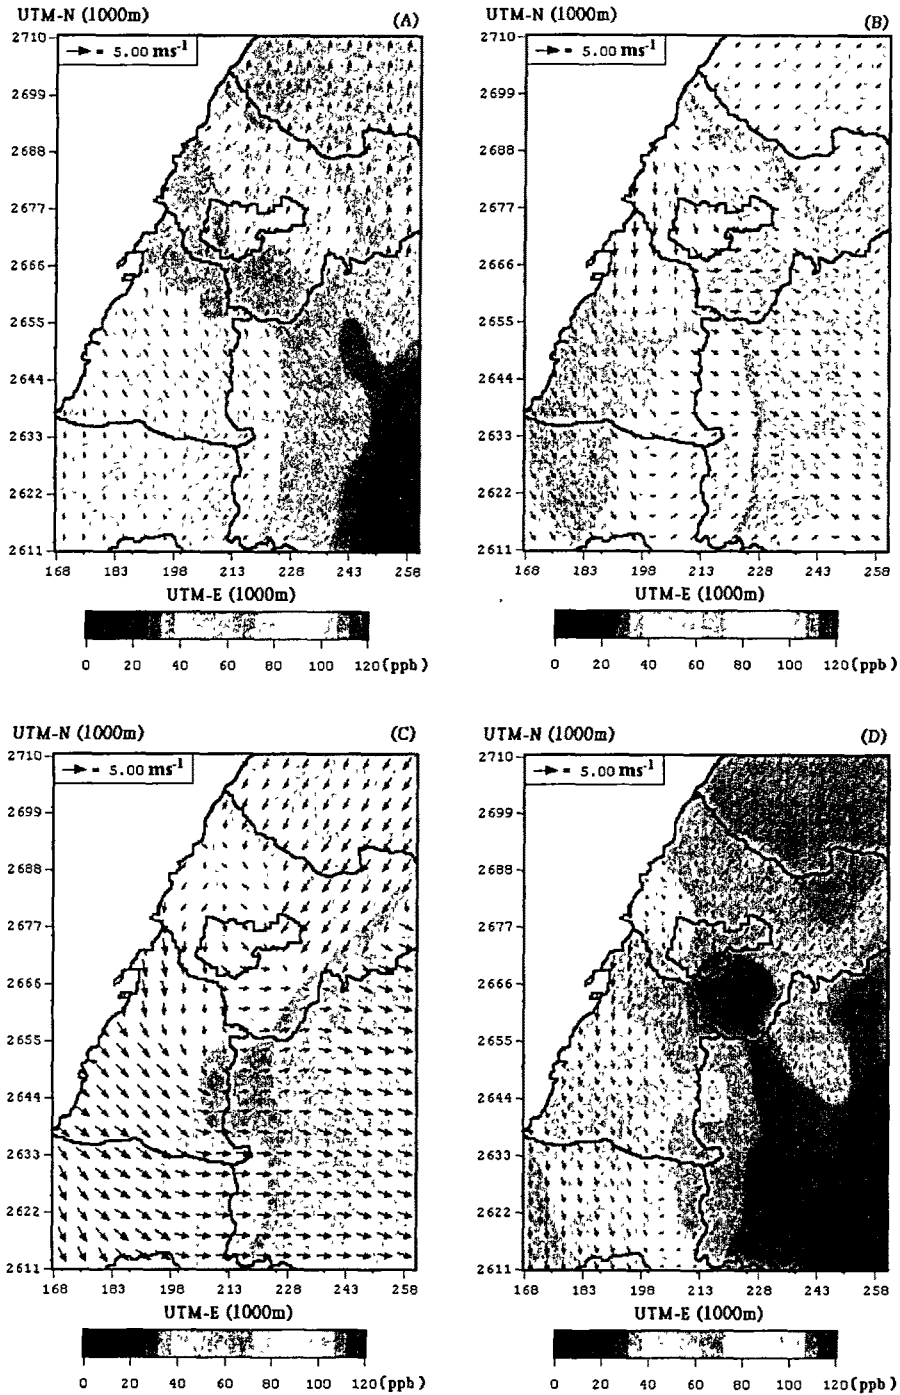 UTM-N (1000m) (A)
= 5.00 ms-1
2710
2699
2688
2677
2666
2655
2644
2633
2622
2611
168 183 198 213 228 243 258
UTM-E (1000m)
0 20 40 60 80 100 120(ppb)
UTM-N (1000m) (B)
= 5.00 ms-1
2710
2699
2688
2677
2666
2655
2644
2633
2622
2611
168 183 198 213 228 243 258
UTM-E (1000m)
0 20 40 60 80 100 120(ppb)
UTM-N (1000m) (C)
= 5.00 ms-1
2710
2699
2688
2677
2666
2655
2644
2633
2622
2611
168 183 198 213 228 243 258
UTM-E (1000m)
0 20 40 60 80 100 120(ppb)
UTM-N (1000m) (D)
= 5.00 ms-1
2710
2699
2688
2677
2666
2655
2644
2633
2622
2611
168 183 198 213 228 243 258
UTM-E (1000m)
0 20 40 60 80 100 120(ppb)